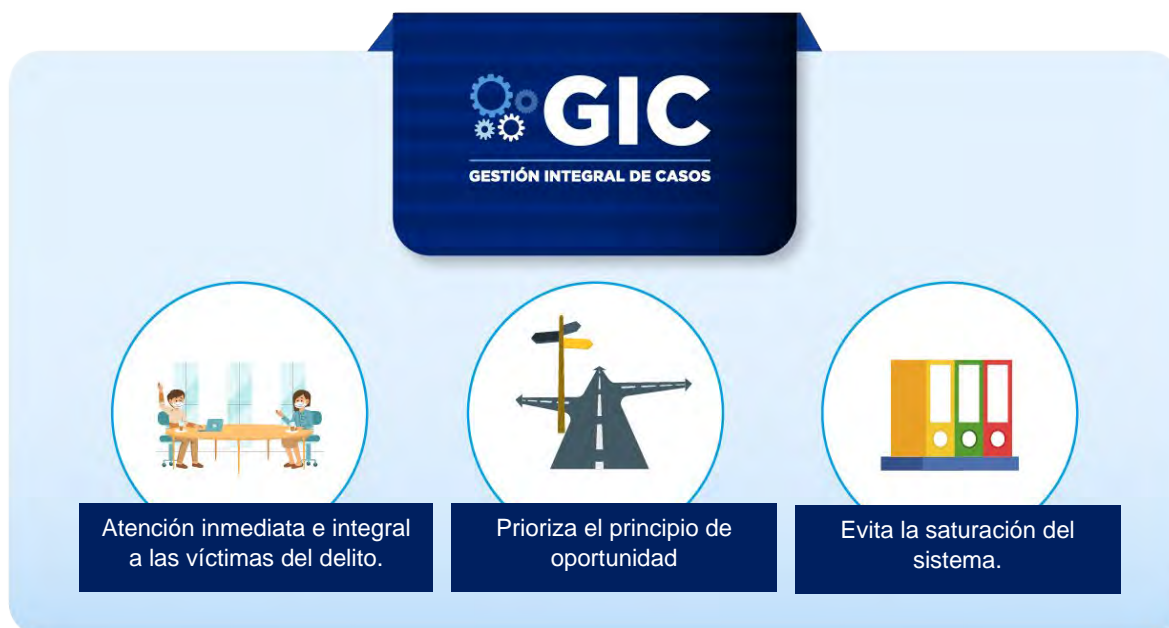 GIC
GESTIÓN INTEGRAL DE CASOS
Atención inmediata e integral
a las víctimas del delito.
Prioriza el principio de
oportunidad
Evita la saturación del
sistema.